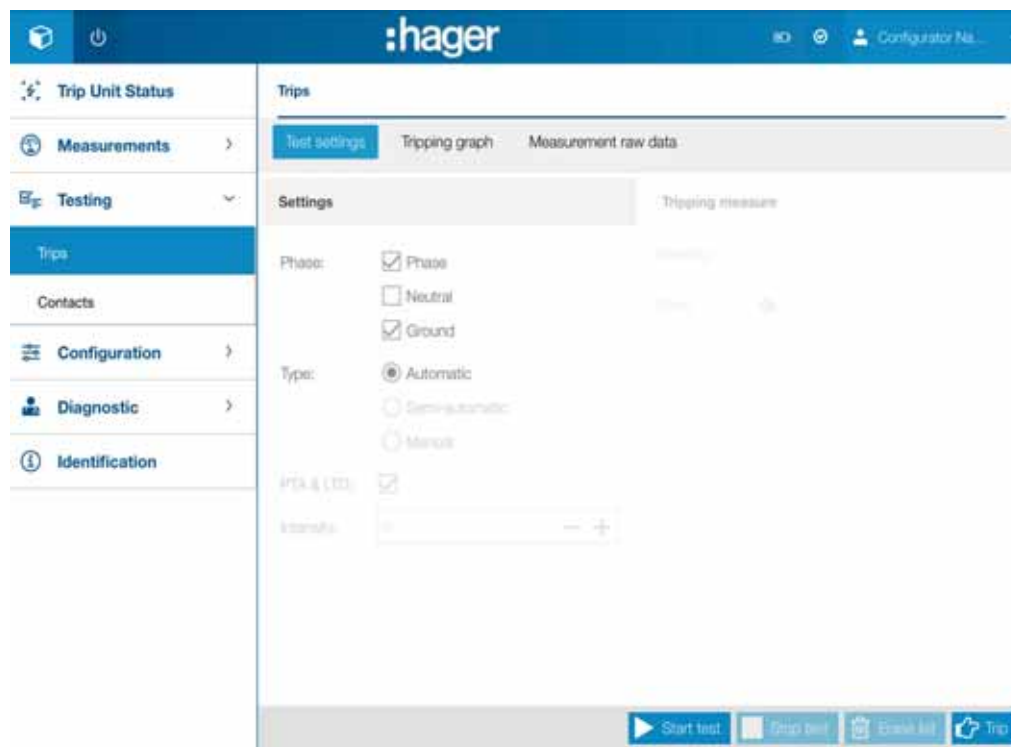 :hager
Configurator Na...
Trip Unit Status
Measurements
Testing
Trips
Contacts
Configuration
Diagnostic
Identification
Trips
Test settings
Tripping graph
Measurement raw data
Settings
Tripping measure
Phase:
Phase
Neutral
Ground
Type:
Automatic
Semi-automatic
Manual
PTA & LTD:
Intensity:
Start test
Stop test
Erase list
Trip